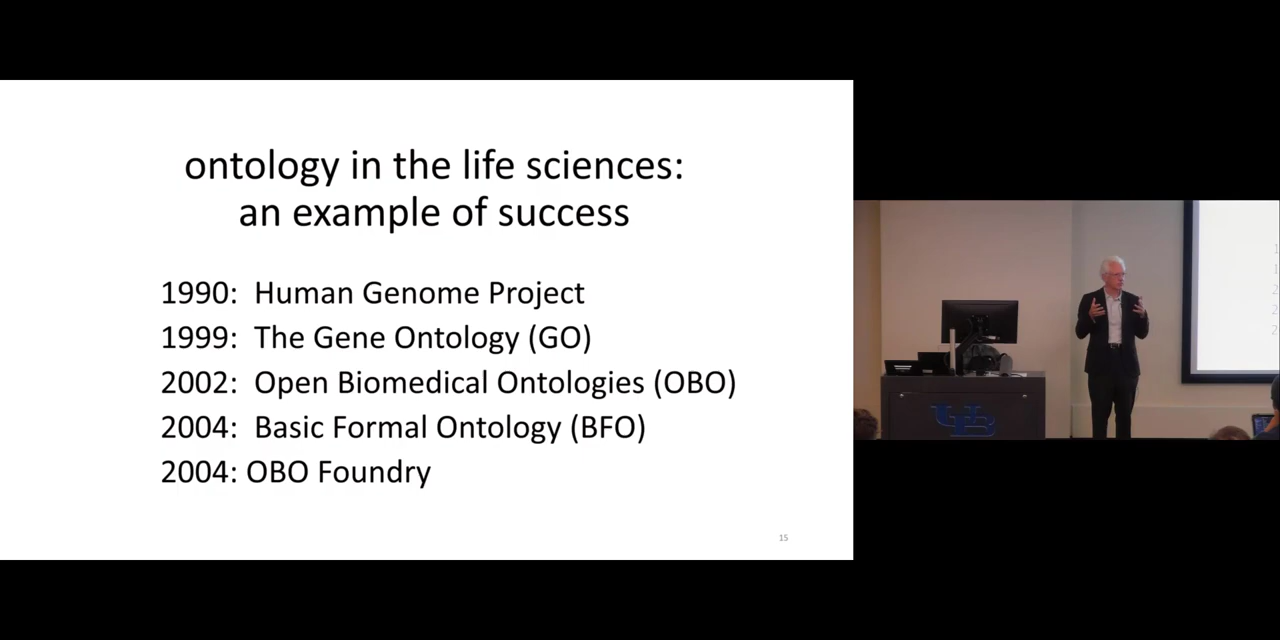 ontology in the life sciences:
an example of success
1990:  Human Genome Project
1999:  The Gene Ontology (GO)
2002:  Open Biomedical Ontologies (OBO)
2004:  Basic Formal Ontology (BFO)
2004: OBO Foundry
15
UB